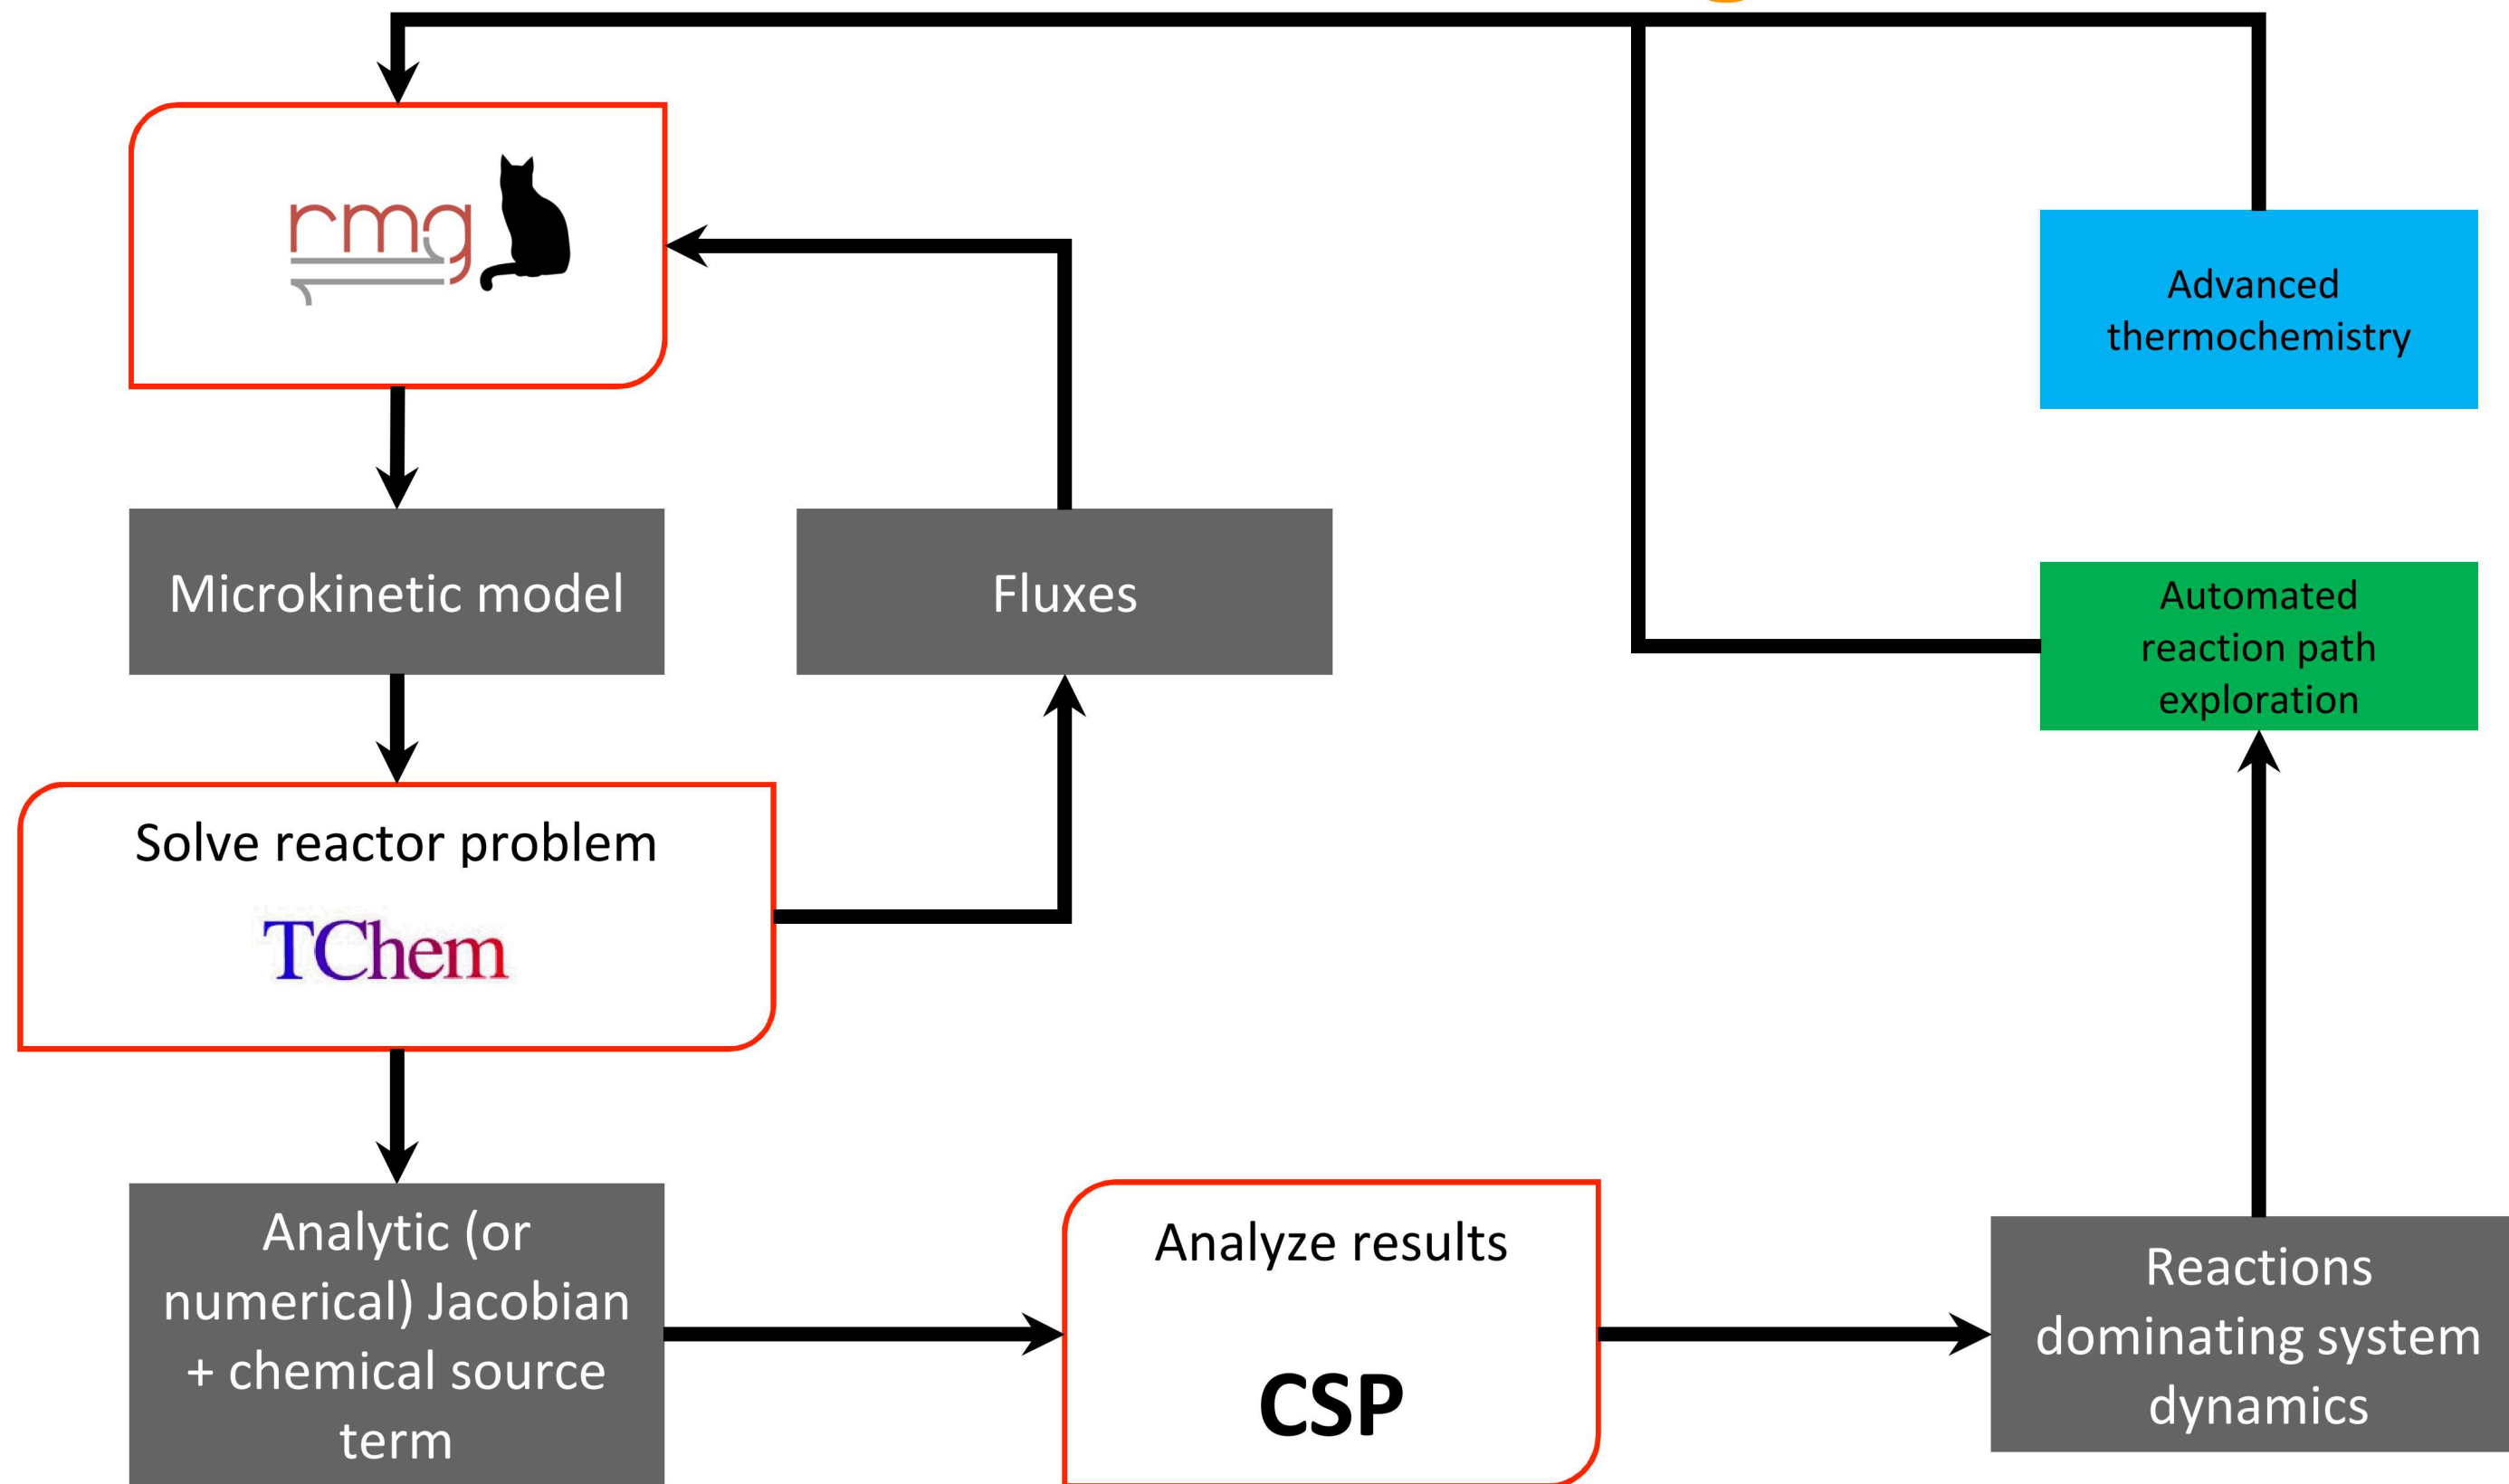 rmg
Advanced
thermochemistry
Microkinetic model
Fluxes
Automated
reaction path
exploration
Solve reactor problem
TChem
Analytic (or
numerical) Jacobian
+ chemical source
term
Analyze results
CSP
Reactions
dominating system
dynamics